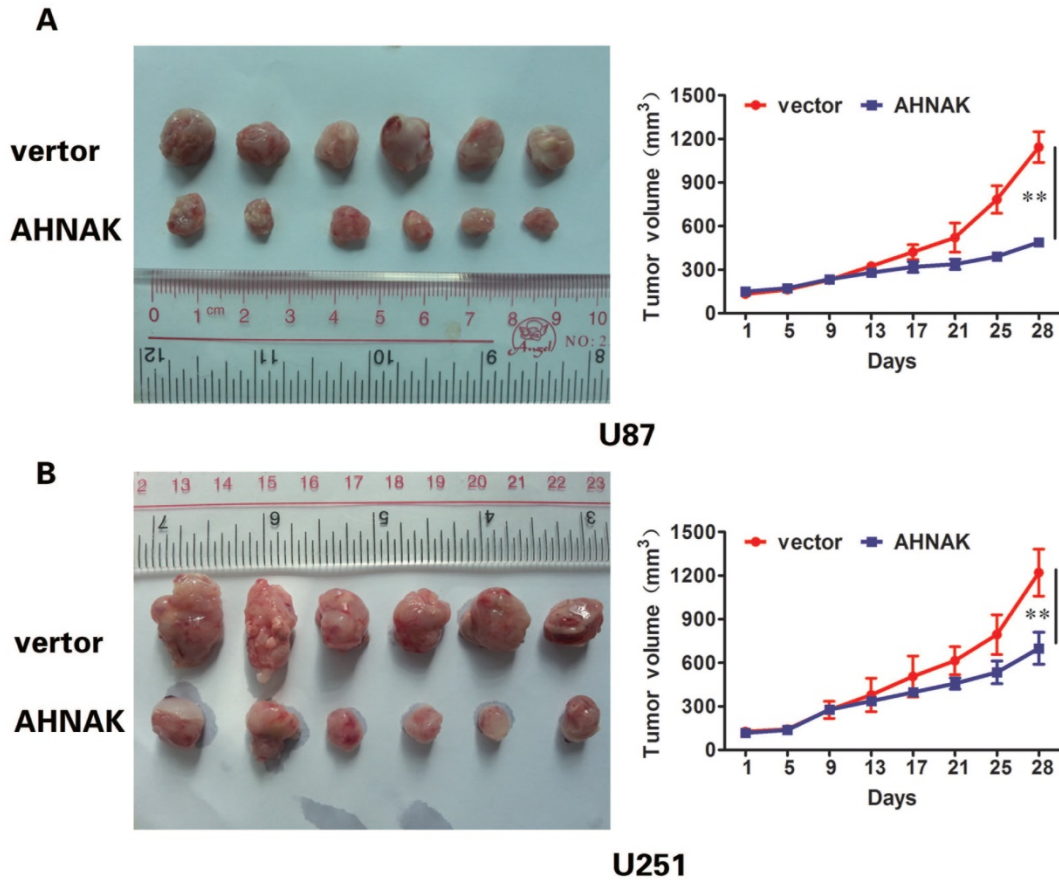 A
vertor
AHNAK
0 1 cm 2 3 4 5 6 7 8 9 10
Angel NO: 2
12 11 10 9 8
Tumor volume (mm³)
1500
1200
900
600
300
0
vector AHNAK
**
1 5 9 13 17 21 25 28
Days
U87
B
2 13 14 15 16 17 18 19 20 21 22 23
7 6 5 4 3
vertor
AHNAK
Tumor volume (mm³)
1500
1200
900
600
300
0
vector AHNAK
**
1 5 9 13 17 21 25 28
Days
U251